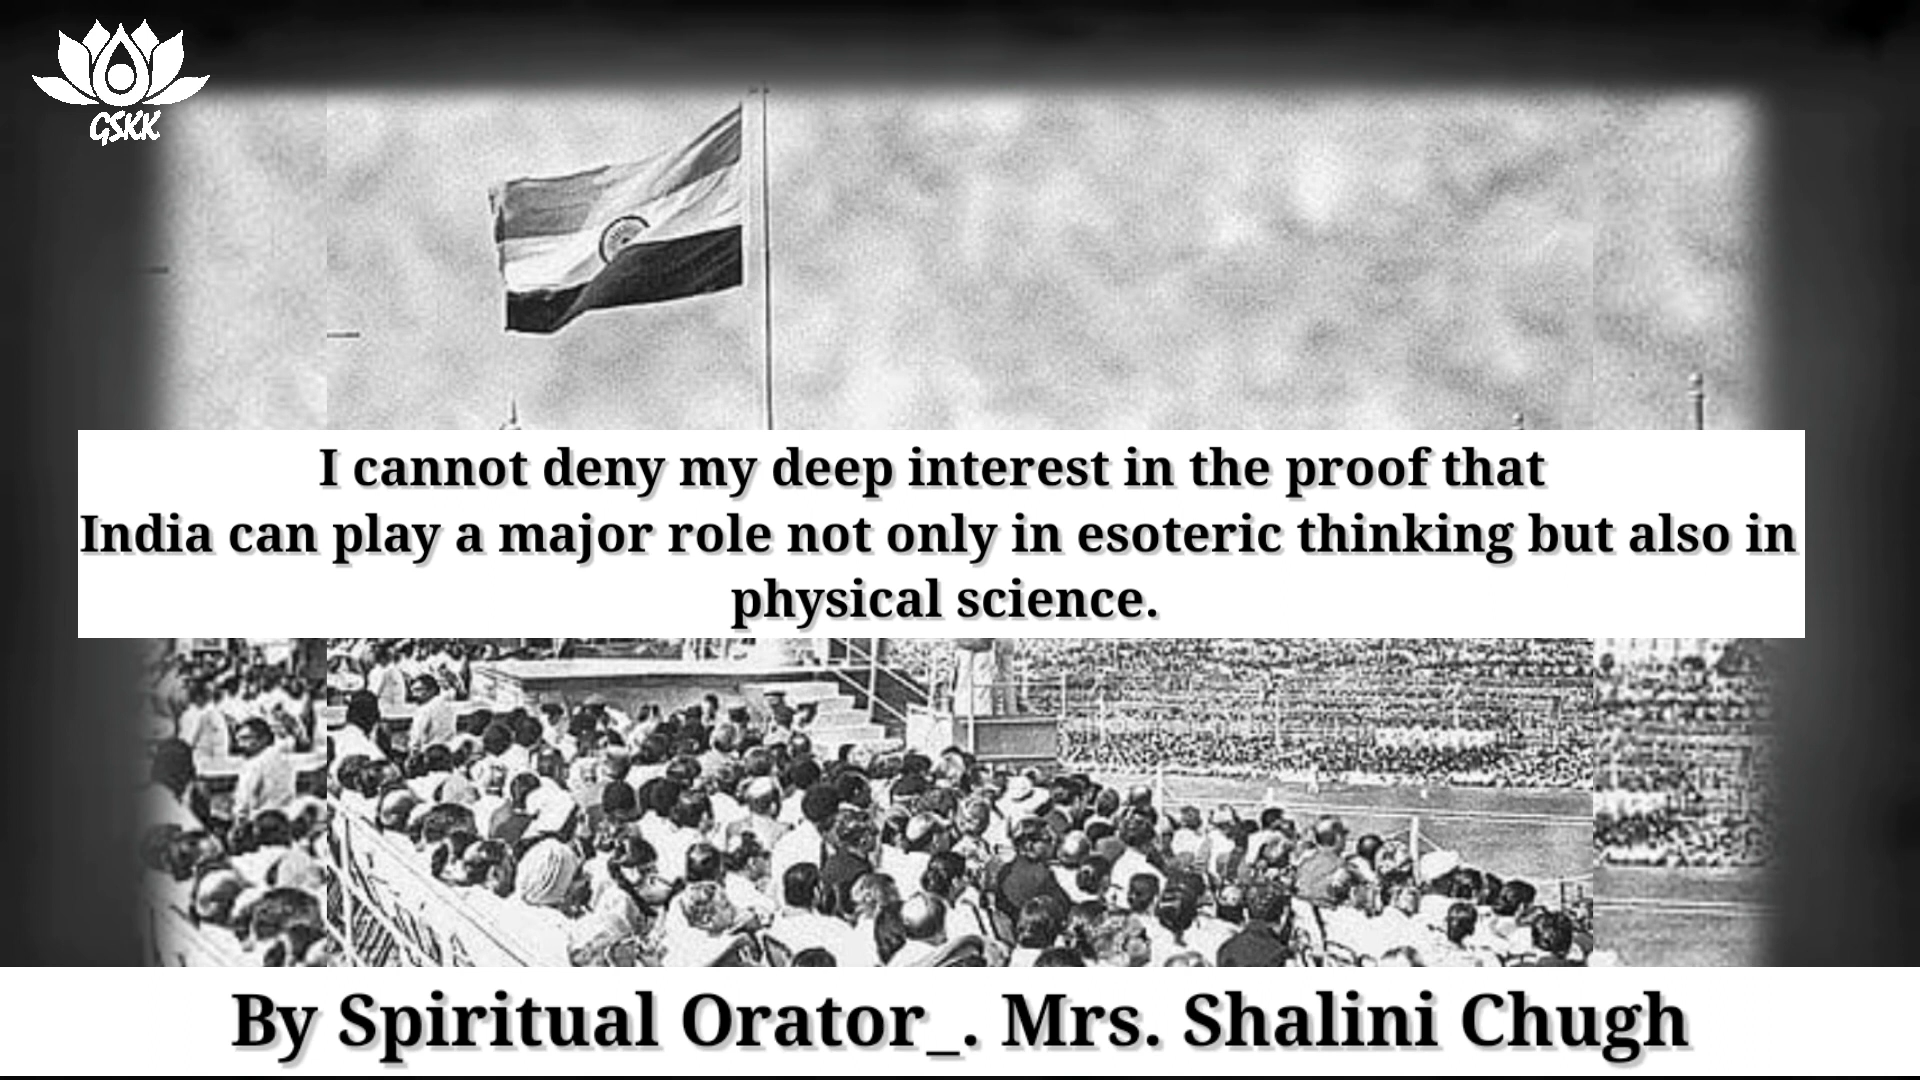 GSKK
I cannot deny my deep interest in the proof that
India can play a major role not only in esoteric thinking but also in
physical science.
By Spiritual Orator_. Mrs. Shalini Chugh